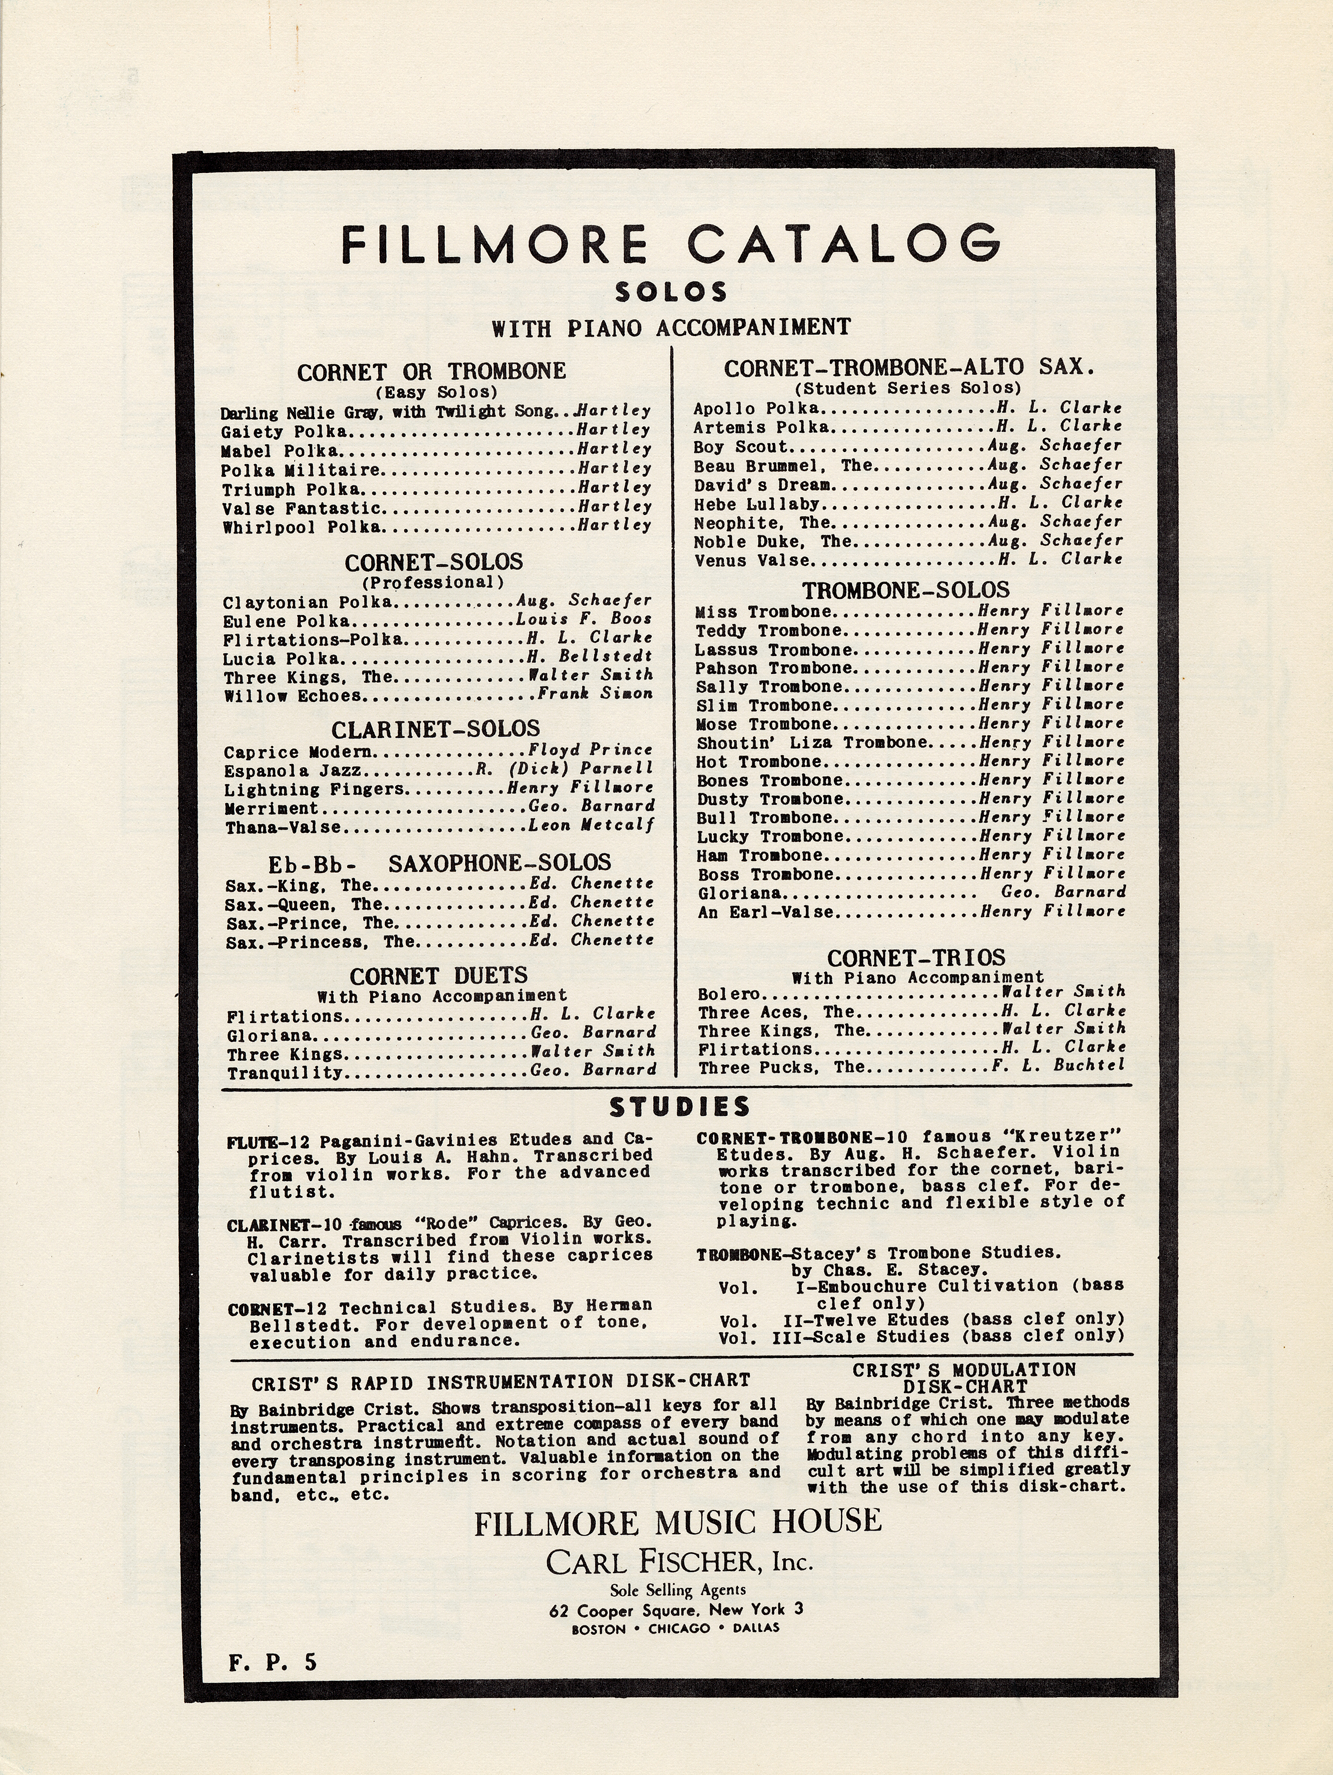 FILLMORE CATALOG
SOLOS
WITH PIANO ACCOMPANIMENT
CORNET OR TROMBONE
(Easy Solos)
Darling Nellie Gray, with Twilight Song..Hartley
Gaiety Polka......................Hartley
Mabel Polka.......................Hartley
Polka Militaire...................Hartley
Triumph Polka.....................Hartley
Valse Fantastic...................Hartley
Whirlpool Polka...................Hartley
CORNET-SOLOS
(Professional)
Claytonian Polka............Aug. Schaefer
Eulene Polka................Louis F. Boos
Flirtations-Polka............H. L. Clarke
Lucia Polka..................H. Bellstedt
Three Kings, The.............Walter Smith
Willow Echoes.................Frank Simon
CLARINET-SOLOS
Caprice Modern...............Floyd Prince
Espanola Jazz...........R. (Dick) Parnell
Lightning Fingers..........Henry Fillmore
Merriment....................Geo. Barnard
Thana-Valse..................Leon Metcalf
Eb-Bb- SAXOPHONE-SOLOS
Sax.-King, The...............Ed. Chenette
Sax.-Queen, The..............Ed. Chenette
Sax.-Prince, The.............Ed. Chenette
Sax.-Princess, The...........Ed. Chenette
CORNET DUETS
With Piano Accompaniment
Flirtations..................H. L. Clarke
Gloriana.....................Geo. Barnard
Three Kings..................Walter Smith
Tranquility..................Geo. Barnard
CORNET-TROMBONE-ALTO SAX.
(Student Series Solos)
Apollo Polka.................H. L. Clarke
Artemis Polka................H. L. Clarke
Boy Scout...................Aug. Schaefer
Beau Brummel, The...........Aug. Schaefer
David's Dream...............Aug. Schaefer
Hebe Lullaby.................H. L. Clarke
Neophite, The...............Aug. Schaefer
Noble Duke, The.............Aug. Schaefer
Venus Valse..................H. L. Clarke
TROMBONE-SOLOS
Miss Trombone..............Henry Fillmore
Teddy Trombone.............Henry Fillmore
Lassus Trombone............Henry Fillmore
Pahson Trombone............Henry Fillmore
Sally Trombone.............Henry Fillmore
Slim Trombone..............Henry Fillmore
Mose Trombone..............Henry Fillmore
Shoutin' Liza Trombone.....Henry Fillmore
Hot Trombone...............Henry Fillmore
Bones Trombone.............Henry Fillmore
Dusty Trombone.............Henry Fillmore
Bull Trombone..............Henry Fillmore
Lucky Trombone.............Henry Fillmore
Ham Trombone...............Henry Fillmore
Boss Trombone..............Henry Fillmore
Gloriana................... Geo. Barnard
An Earl-Valse..............Henry Fillmore
CORNET-TRIOS
With Piano Accompaniment
Bolero.......................Walter Smith
Three Aces, The..............H. L. Clarke
Three Kings, The.............Walter Smith
Flirtations..................H. L. Clarke
Three Pucks, The............F. L. Buchtel
STUDIES
FLUTE-12 Paganini-Gavinies Etudes and Ca-
prices. By Louis A. Hahn. Transcribed
from violin works. For the advanced
flutist.
CLARINET-10 famous "Rode" Caprices. By Geo.
H. Carr. Transcribed from Violin works.
Clarinetists will find these caprices
valuable for daily practice.
CORNET-12 Technical Studies. By Herman
Bellstedt. For development of tone,
execution and endurance.
CORNET-TROMBONE-10 famous "Kreutzer"
Etudes. By Aug. H. Schaefer. Violin
works transcribed for the cornet, bari-
tone or trombone, bass clef. For de-
veloping technic and flexible style of
playing.
TROMBONE-Stacey's Trombone Studies.
by Chas. E. Stacey.
Vol. I-Embouchure Cultivation (bass
clef only)
Vol. II-Twelve Etudes (bass clef only)
Vol. III-Scale Studies (bass clef only)
CRIST'S RAPID INSTRUMENTATION DISK-CHART
By Bainbridge Crist. Shows transposition-all keys for all
instruments. Practical and extreme compass of every band
and orchestra instrument. Notation and actual sound of
every transposing instrument. Valuable information on the
fundamental principles in scoring for orchestra and
band, etc., etc.
CRIST'S MODULATION
DISK-CHART
By Bainbridge Crist. Three methods
by means of which one may modulate
from any chord into any key.
Modulating problems of this diffi-
cult art will be simplified greatly
with the use of this disk-chart.
FILLMORE MUSIC HOUSE
CARL FISCHER, Inc.
Sole Selling Agents
62 Cooper Square, New York 3
BOSTON • CHICAGO • DALLAS
F. P. 5